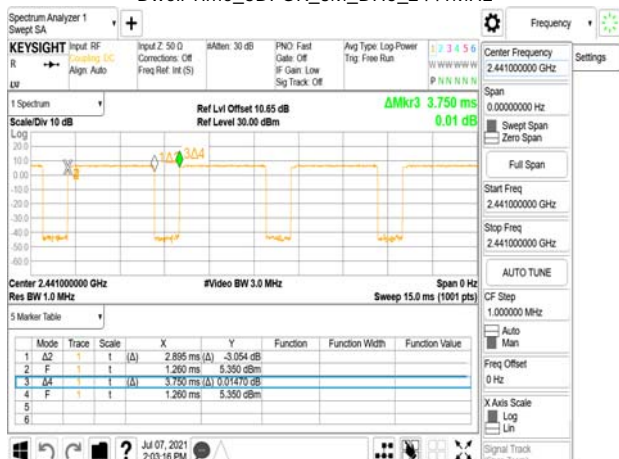 Spectrum Analyzer 1
Swept SA
Frequency
KEYSIGHT
Input: RF
Coupling: DC
Align: Auto
Input Z: 50 Ω
Corrections: Off
Freq Ref: Int (S)
#Atten: 30 dB
PNO: Fast
Gate: Off
IF Gain: Low
Sig Track: Off
Avg Type: Log-Power
Trig: Free Run
1 2 3 4 5 6
W W W W W W
P N N N N N
R
LXI
1 Spectrum
Scale/Div 10 dB
Log
Ref Lvl Offset 10.65 dB
Ref Level 30.00 dBm
ΔMkr3 3.750 ms
0.01 dB
20.0
10.0
0.00
-10.0
-20.0
-30.0
-40.0
-50.0
-60.0
3Δ4
Center 2.441000000 GHz
Res BW 1.0 MHz
#Video BW 3.0 MHz
Span 0 Hz
Sweep 15.0 ms (1001 pts)
5 Marker Table
Mode Trace Scale X Y Function Function Width Function Value
1 Δ2 1 t (Δ) 2.895 ms (Δ) -3.054 dB
2 F 1 t 1.260 ms 5.350 dBm
3 Δ4 1 t (Δ) 3.750 ms (Δ) 0.01470 dB
4 F 1 t 1.260 ms 5.350 dBm
5
6
Jul 07, 2021
2:03:16 PM
Center Frequency
2.441000000 GHz
Span
0.00000000 Hz
Swept Span
Zero Span
Full Span
Start Freq
2.441000000 GHz
Stop Freq
2.441000000 GHz
AUTO TUNE
CF Step
1.000000 MHz
Auto
Man
Freq Offset
0 Hz
X Axis Scale
Log
Lin
Signal Track
Settings